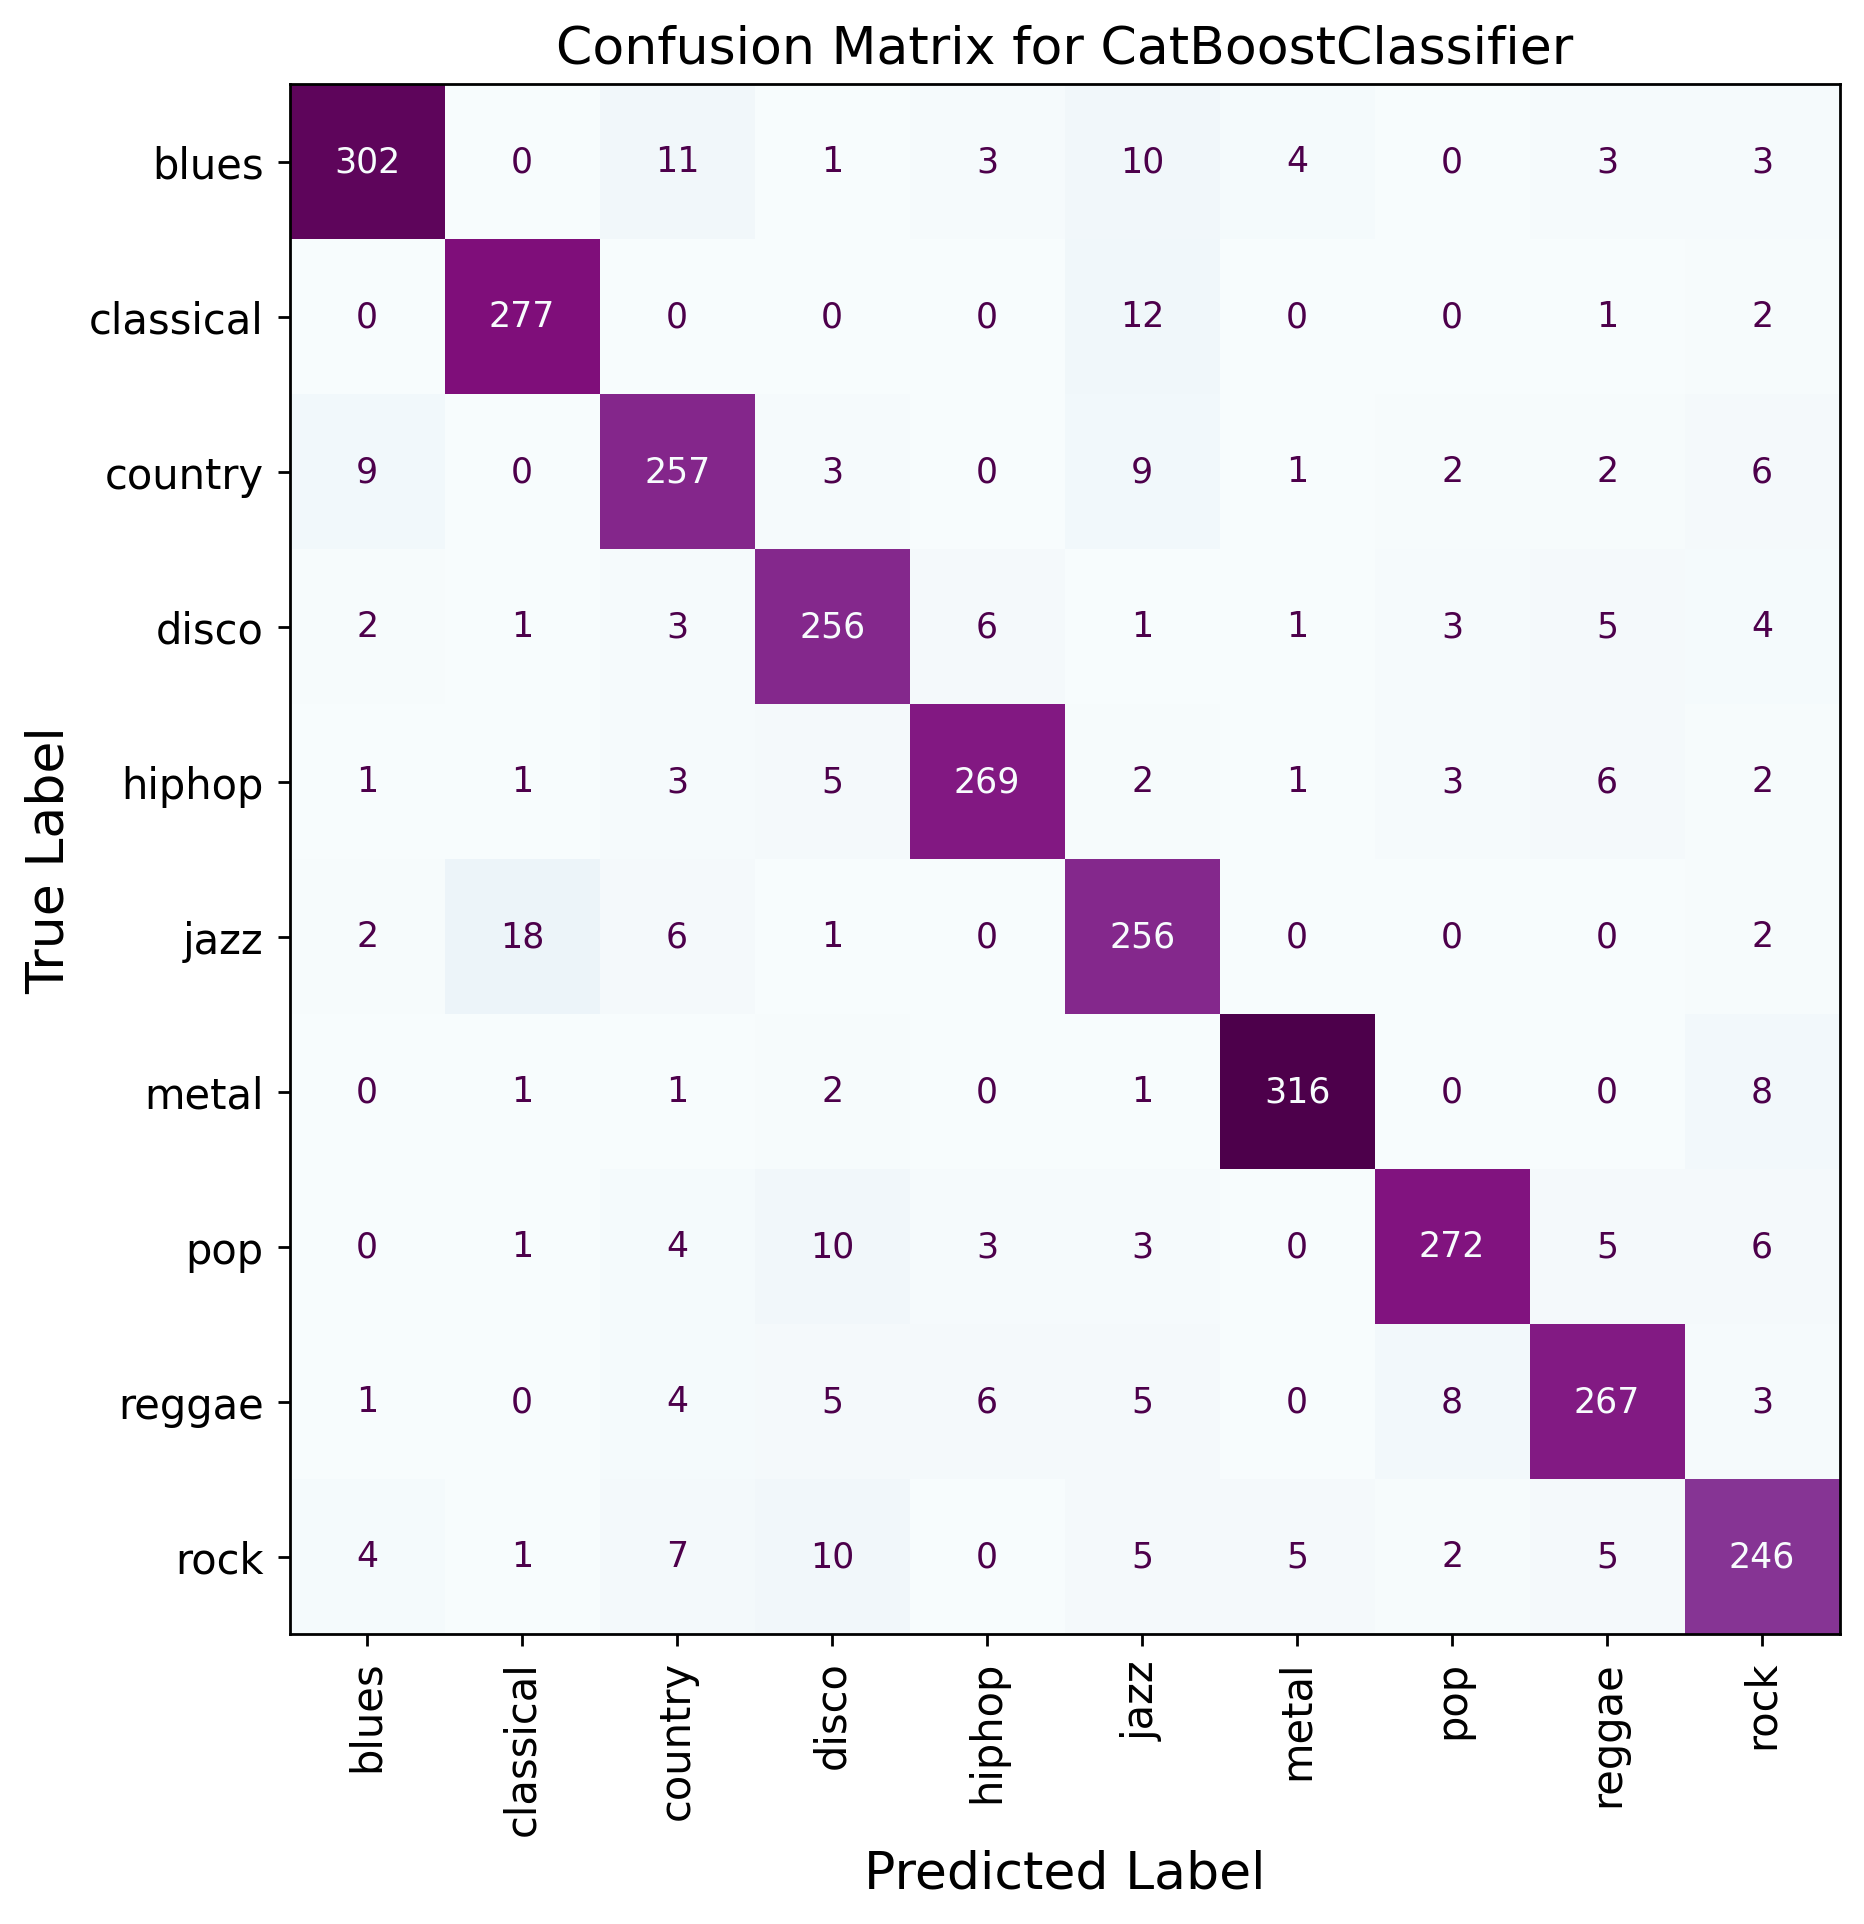 Confusion Matrix for CatBoostClassifier
blues 302 0 11 1 3 10 4 0 3 3
classical 0 277 0 0 0 12 0 0 1 2
country 9 0 257 3 0 9 1 2 2 6
disco 2 1 3 256 6 1 1 3 5 4
hiphop 1 1 3 5 269 2 1 3 6 2
jazz 2 18 6 1 0 256 0 0 0 2
metal 0 1 1 2 0 1 316 0 0 8
pop 0 1 4 10 3 3 0 272 5 6
reggae 1 0 4 5 6 5 0 8 267 3
rock 4 1 7 10 0 5 5 2 5 246
True Label
blues classical country disco hiphop jazz metal pop reggae rock
Predicted Label